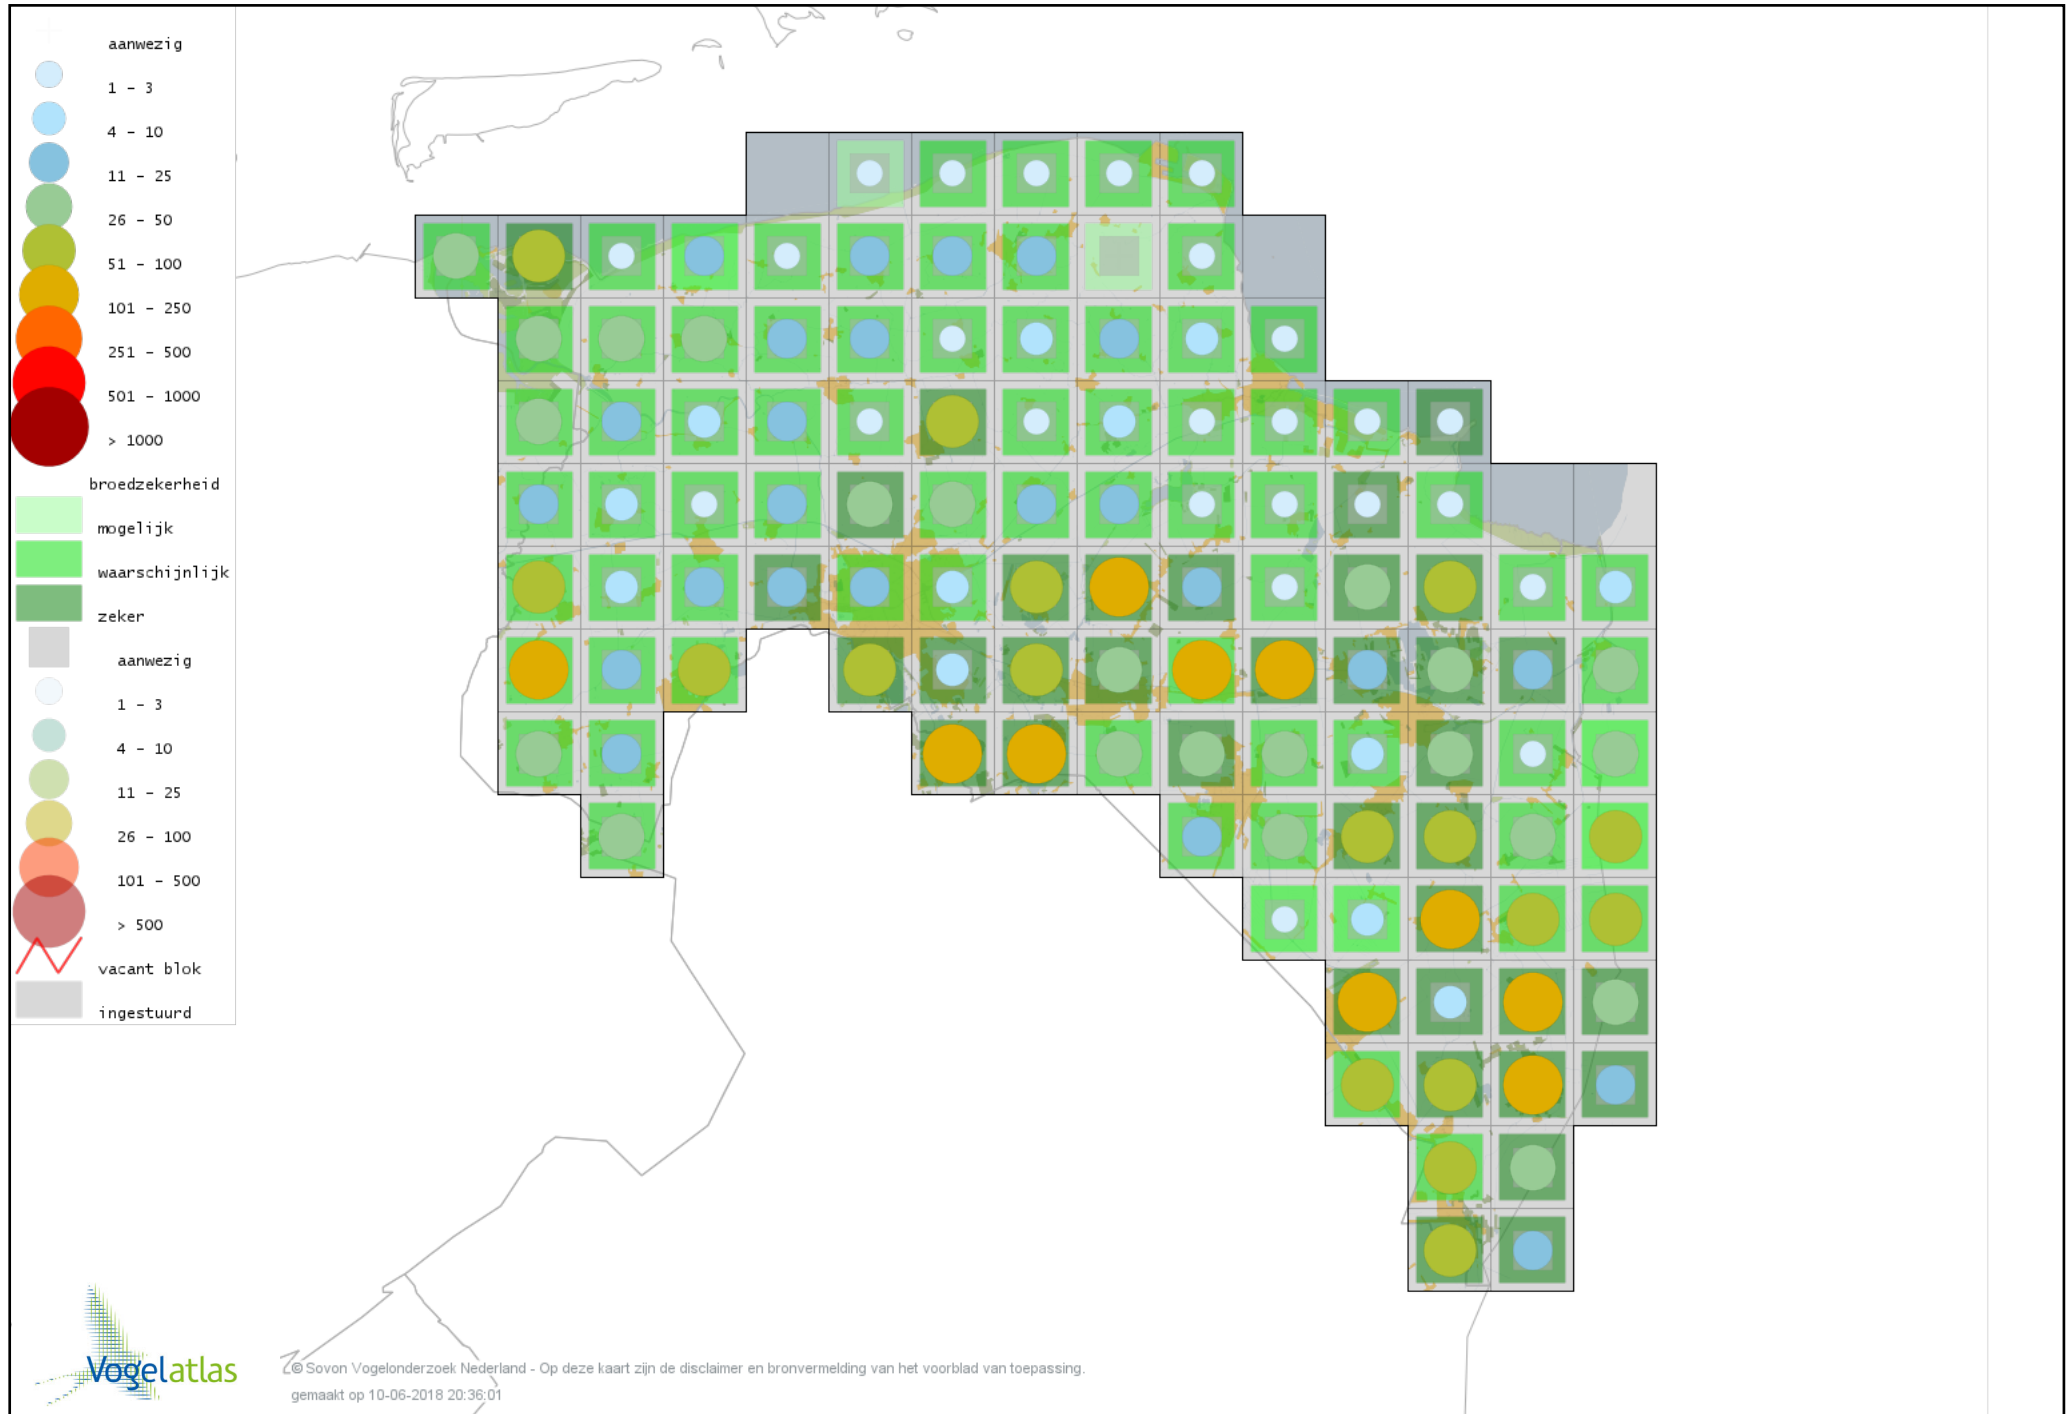 aanwezig
1 - 3
4 - 10
11 - 25
26 - 50
51 - 100
101 - 250
251 - 500
501 - 1000
> 1000
broedzekerheid
mogelijk
waarschijnlijk
zeker
aanwezig
1 - 3
4 - 10
11 - 25
26 - 100
101 - 500
> 500
vacant blok
ingestuurd
Vogelatlas
© Sovon Vogelonderzoek Nederland - Op deze kaart zijn de disclaimer en bronvermelding van het voorblad van toepassing.
gemaakt op 10-06-2018 20:36:01